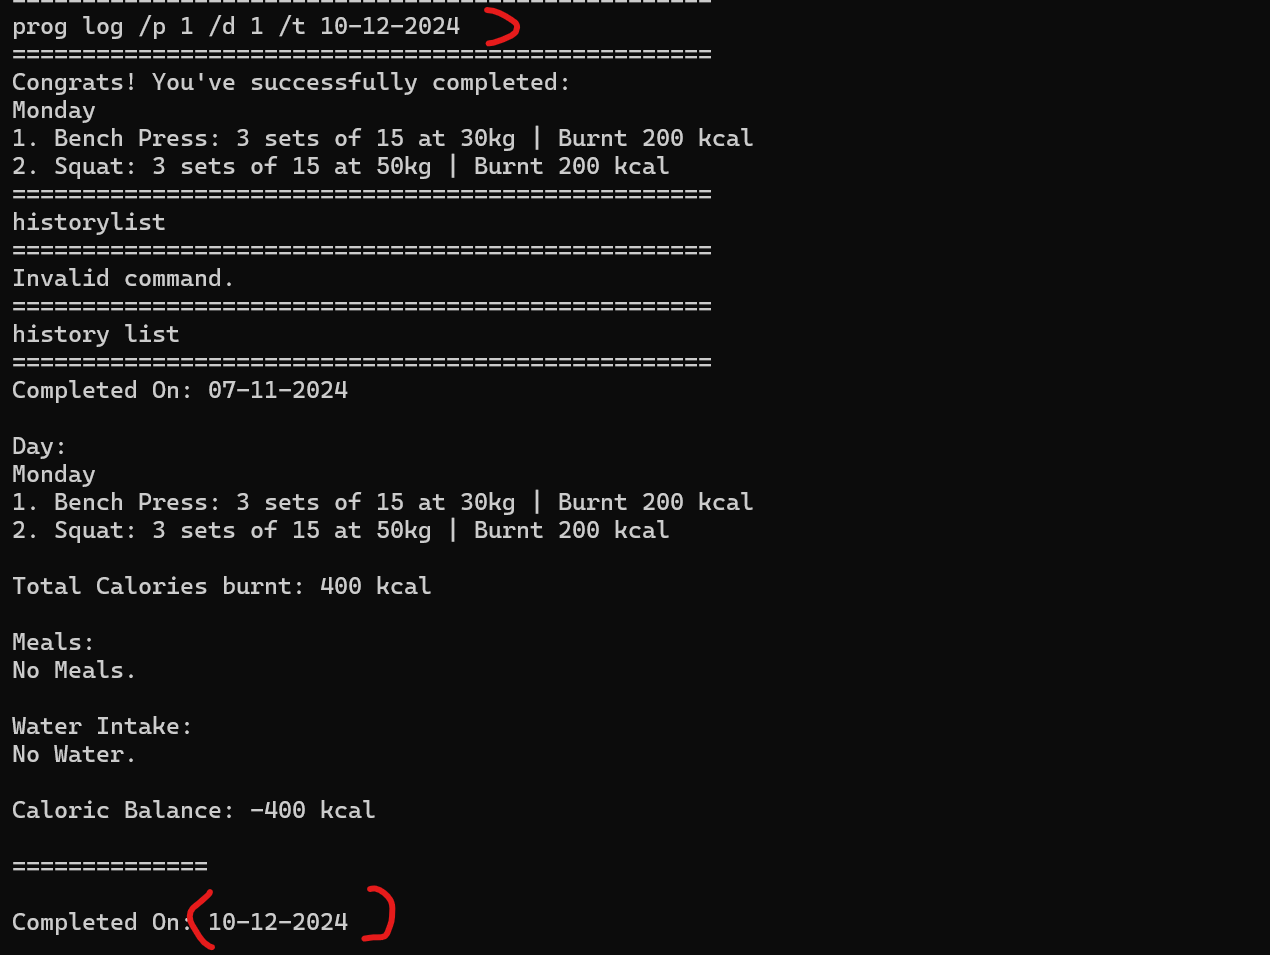 prog log /p 1 /d 1 /t 10-12-2024
==================================================
Congrats! You've successfully completed:
Monday
1. Bench Press: 3 sets of 15 at 30kg | Burnt 200 kcal
2. Squat: 3 sets of 15 at 50kg | Burnt 200 kcal
==================================================
historylist
==================================================
Invalid command.
==================================================
history list
==================================================
Completed On: 07-11-2024
Day:
Monday
1. Bench Press: 3 sets of 15 at 30kg | Burnt 200 kcal
2. Squat: 3 sets of 15 at 50kg | Burnt 200 kcal
Total Calories burnt: 400 kcal
Meals:
No Meals.
Water Intake:
No Water.
Caloric Balance: -400 kcal
==============
Completed On: 10-12-2024